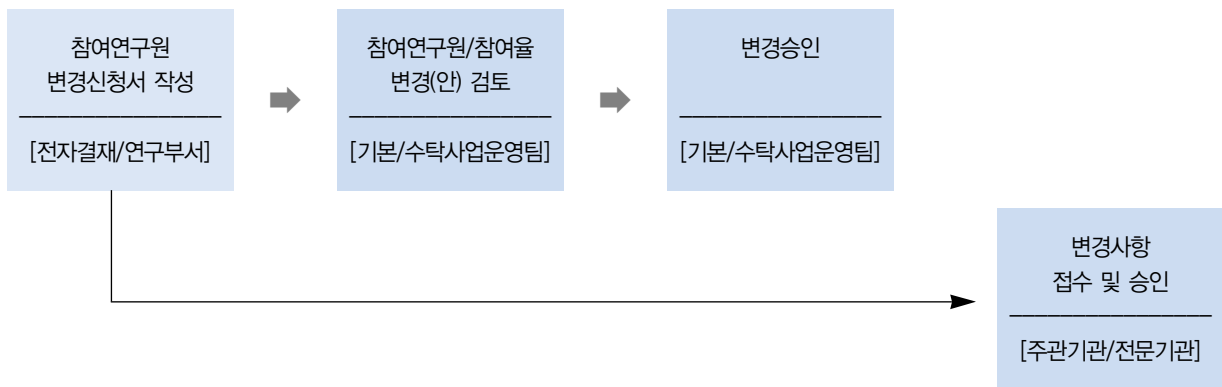 참여연구원
변경신청서 작성
[전자결재/연구부서]
참여연구원/참여율
변경(안) 검토
[기본/수탁사업운영팀]
변경승인
[기본/수탁사업운영팀]
변경사항
접수 및 승인
[주관기관/전문기관]